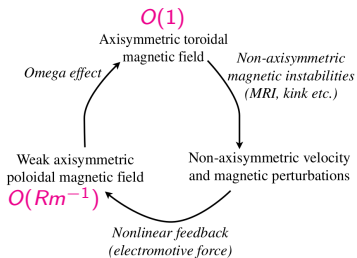 O(1)
Axisymmetric toroidal
magnetic field
Omega effect
Non-axisymmetric
magnetic instabilities
(MRI, kink etc.)
Weak axisymmetric
poloidal magnetic field
O(Rm⁻¹)
Non-axisymmetric velocity
and magnetic perturbations
Nonlinear feedback
(electromotive force)